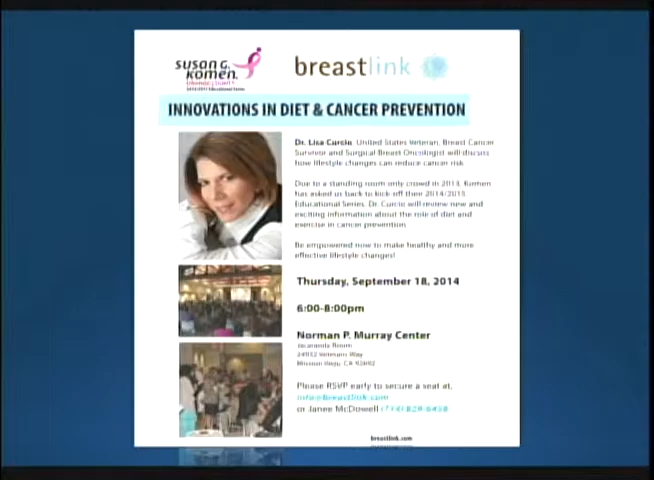 susan g.
komen.
breastlink
INNOVATIONS IN DIET & CANCER PREVENTION
Dr. Lisa Curcio, United States Veteran, Breast Cancer
Survivor and Surgical Breast Oncologist will discuss
how lifestyle changes can reduce cancer risk
Due to a standing room only crowd in 2013, Komen
has asked us back to kick off their 2014/2015
Educational Series. Dr. Curcio will review new and
exciting information about the role of diet and
exercise in cancer prevention
Be empowered now to make healthy and more
effective lifestyle changes!
Thursday, September 18, 2014
6:00-8:00pm
Norman P. Murray Center
24932 Veterans Way
Mission Viejo, CA 92692
Please RSVP early to secure a seat at,
info@breastlink.com
or Janee McDowell
breastlink.com